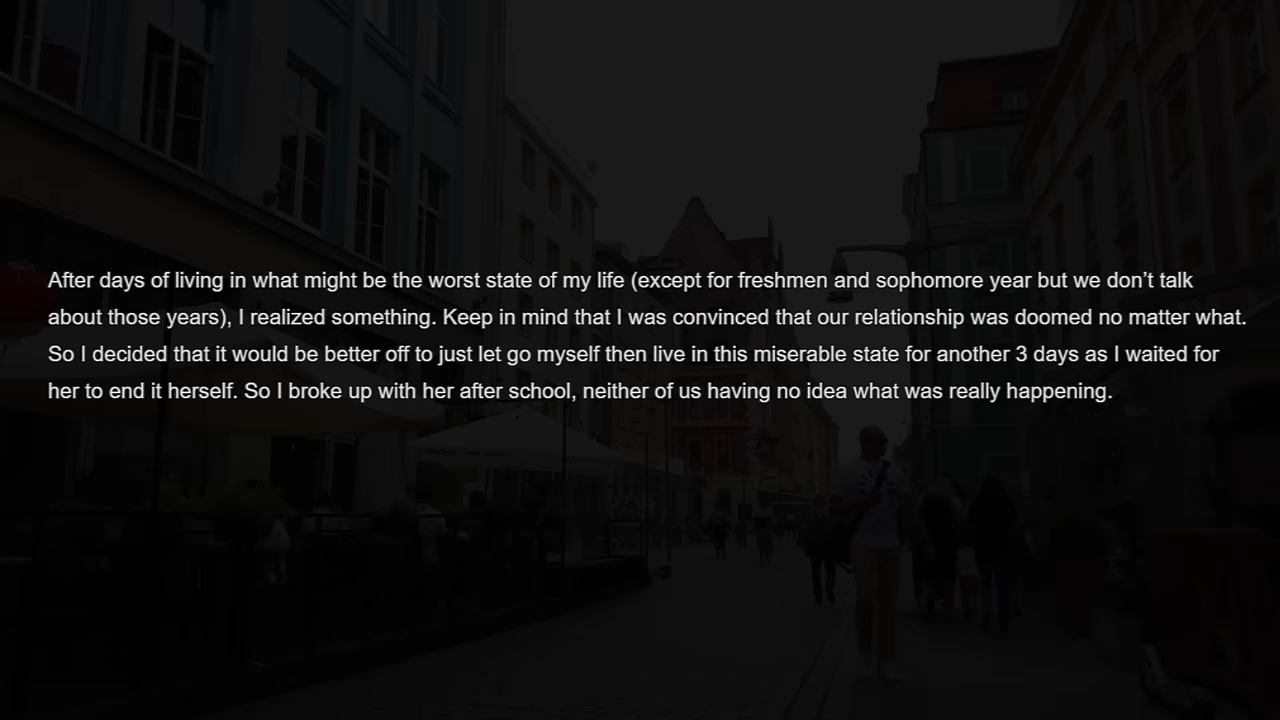 After days of living in what might be the worst state of my life (except for freshmen and sophomore year but we don’t talk
about those years), I realized something. Keep in mind that I was convinced that our relationship was doomed no matter what.
So I decided that it would be better off to just let go myself then live in this miserable state for another 3 days as I waited for
her to end it herself. So I broke up with her after school, neither of us having no idea what was really happening.